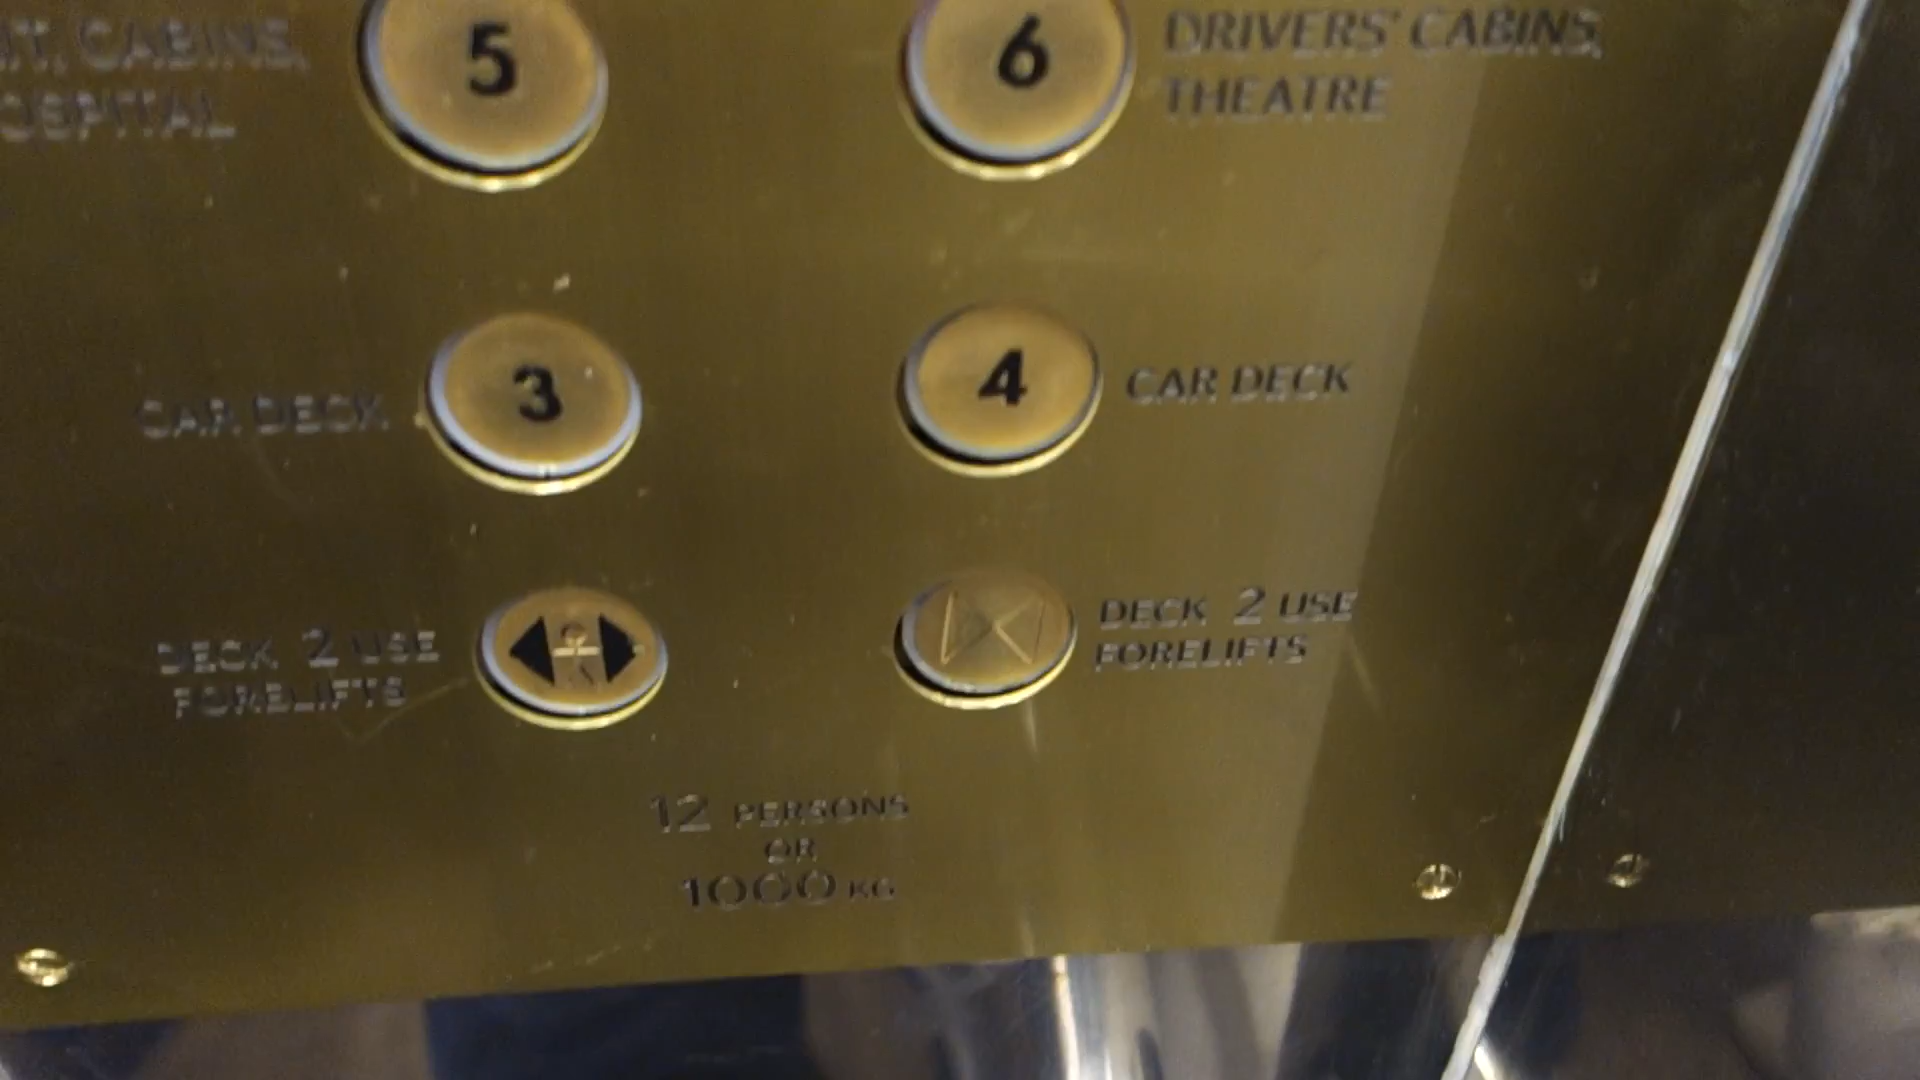 CABINS,
5
6
DRIVERS' CABINS,
THEATRE
CAR DECK
3
4
CAR DECK
DECK 2 USE
FORELIFTS
DECK 2 USE
FORELIFTS
12 PERSONS
OR
1000 KG